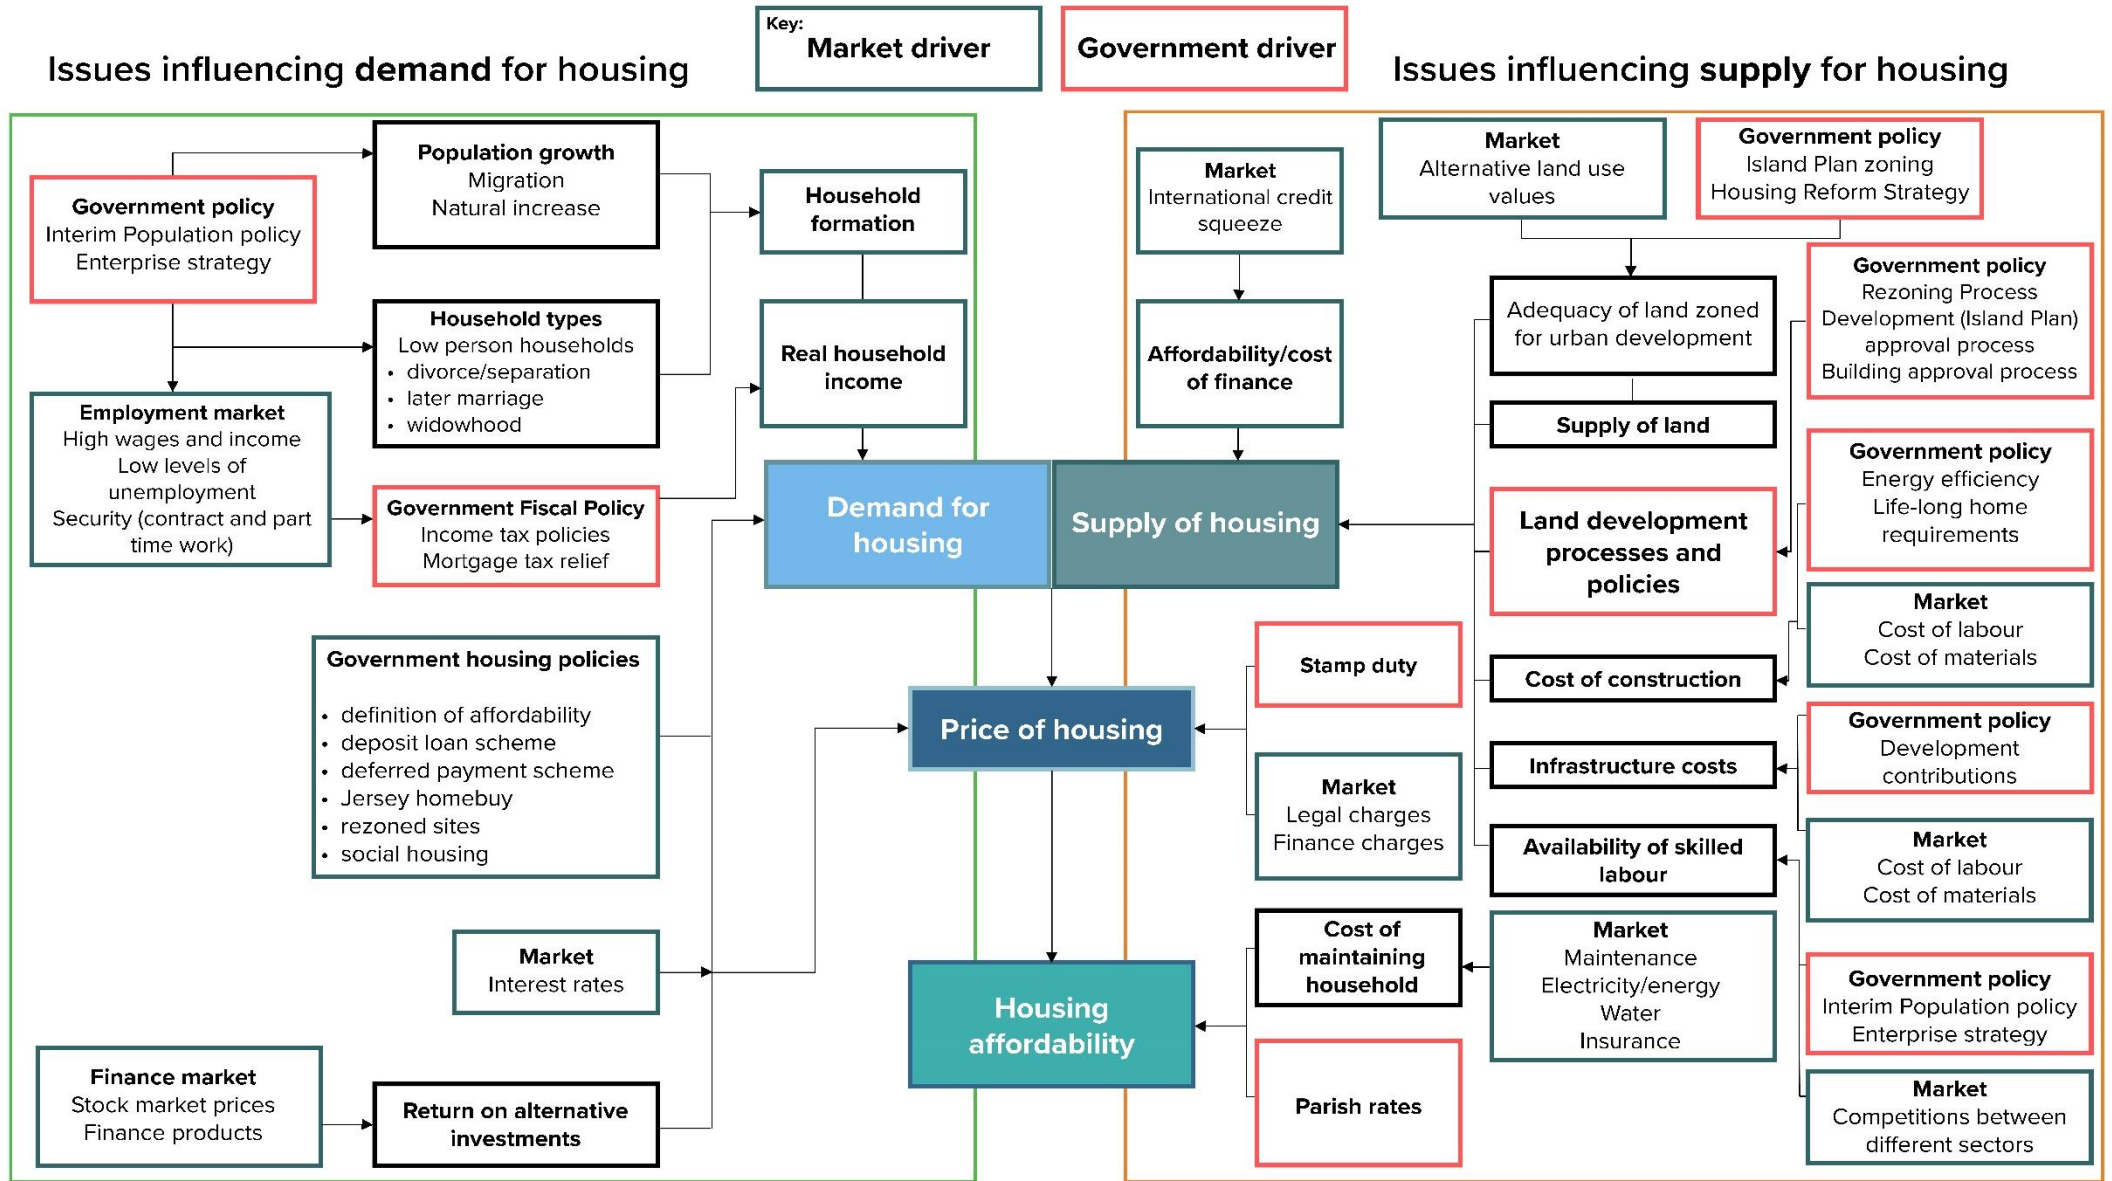 Key:
Market driver
Government driver
Issues influencing demand for housing
Issues influencing supply for housing
Government policy
Interim Population policy
Enterprise strategy
Population growth
Migration
Natural increase
Household types
Low person households
• divorce/separation
• later marriage
• widowhood
Household
formation
Real household
income
Employment market
High wages and income
Low levels of
unemployment
Security (contract and part
time work)
Government Fiscal Policy
Income tax policies
Mortgage tax relief
Government housing policies
• definition of affordability
• deposit loan scheme
• deferred payment scheme
• Jersey homebuy
• rezoned sites
• social housing
Market
Interest rates
Finance market
Stock market prices
Finance products
Return on alternative
investments
Demand for
housing
Supply of housing
Price of housing
Housing
affordability
Market
International credit
squeeze
Affordability/cost
of finance
Stamp duty
Market
Legal charges
Finance charges
Cost of
maintaining
household
Parish rates
Market
Alternative land use
values
Government policy
Island Plan zoning
Housing Reform Strategy
Adequacy of land zoned
for urban development
Supply of land
Land development
processes and
policies
Cost of construction
Infrastructure costs
Availability of skilled
labour
Market
Maintenance
Electricity/energy
Water
Insurance
Government policy
Rezoning Process
Development (Island Plan)
approval process
Building approval process
Government policy
Energy efficiency
Life-long home
requirements
Market
Cost of labour
Cost of materials
Government policy
Development
contributions
Market
Cost of labour
Cost of materials
Government policy
Interim Population policy
Enterprise strategy
Market
Competitions between
different sectors